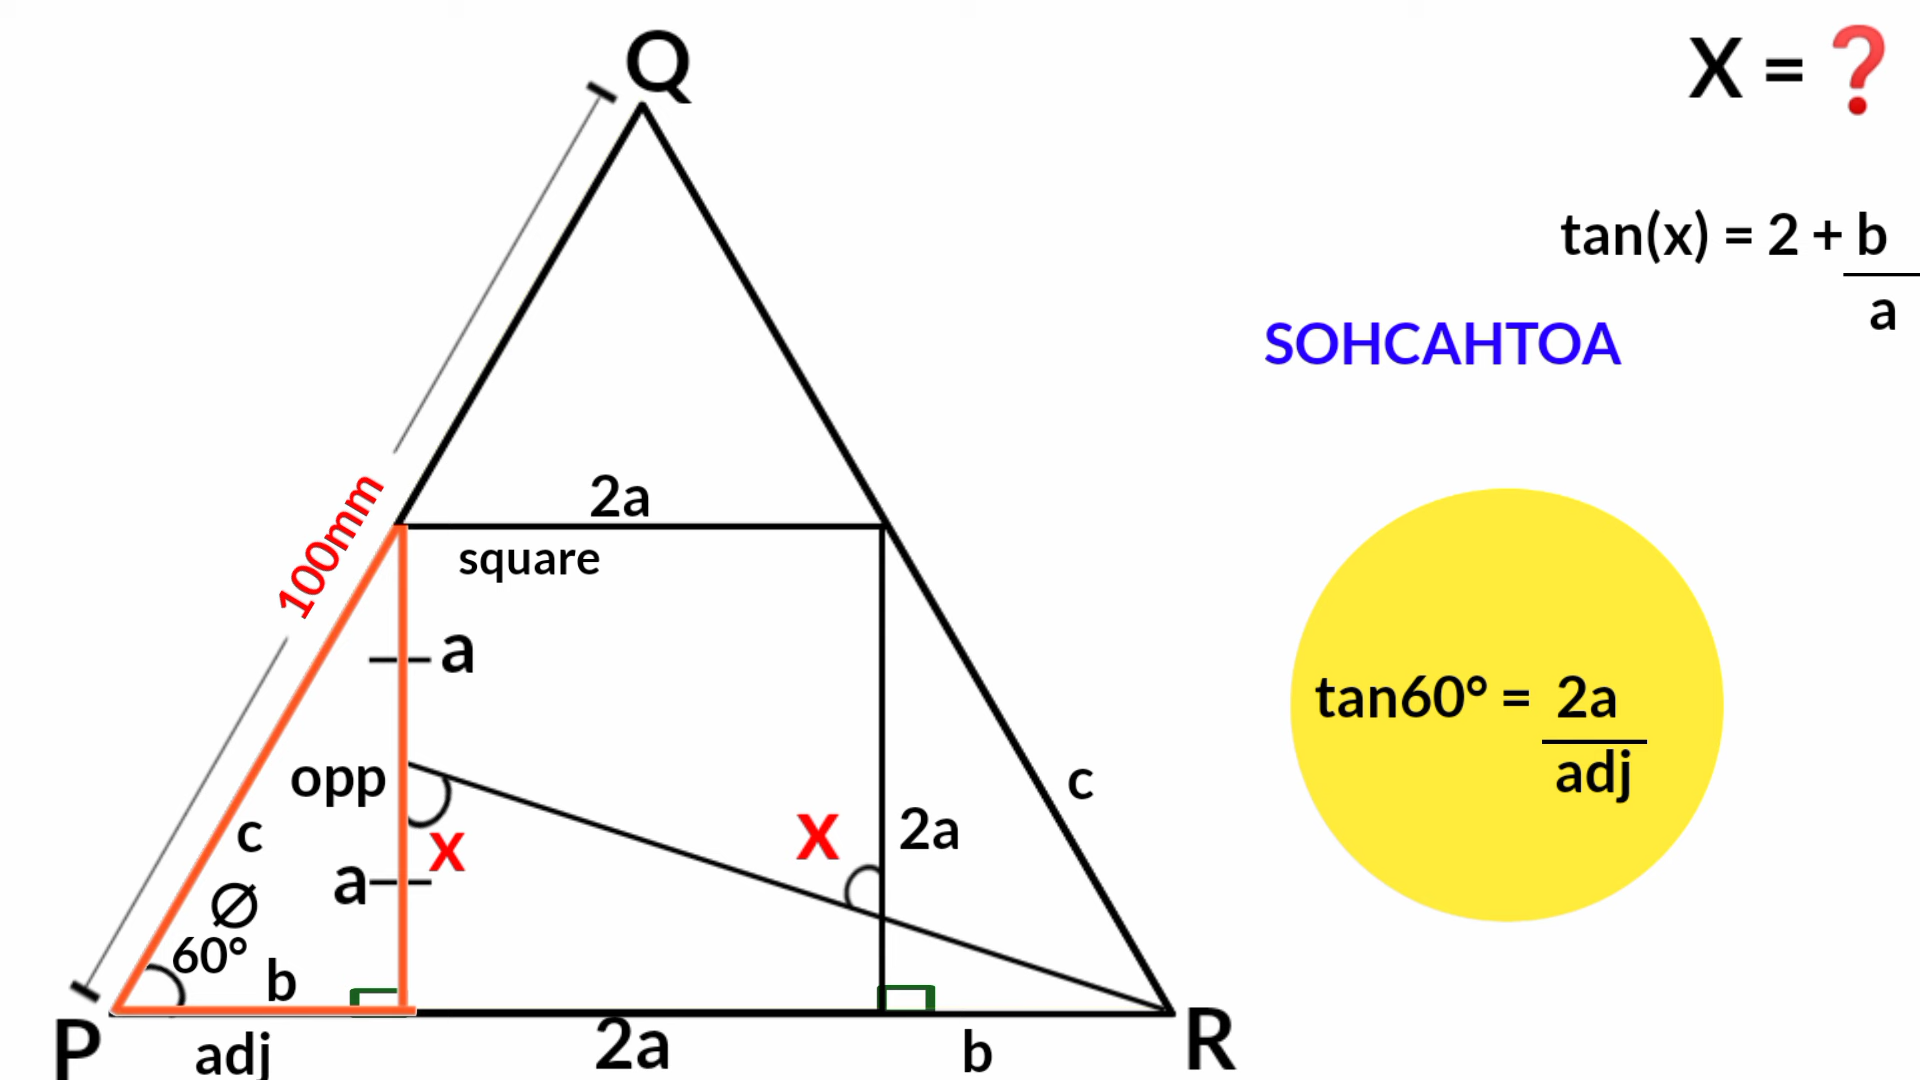 Q
X = ❓
tan(x) = 2 + b
a
SOHCAHTOA
2a
square
100mm
a
tan60° = 2a
adj
opp
c
x
X
2a
c
a
Ø
60°
b
P
adj
2a
b
R